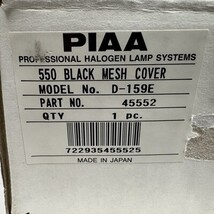 PIAA
PROFESSIONAL HALOGEN LAMP SYSTEMS
550 BLACK MESH COVER
MODEL No. D-159E
PART NO. 45552
QTY 1 pc.
722935455525
MADE IN JAPAN